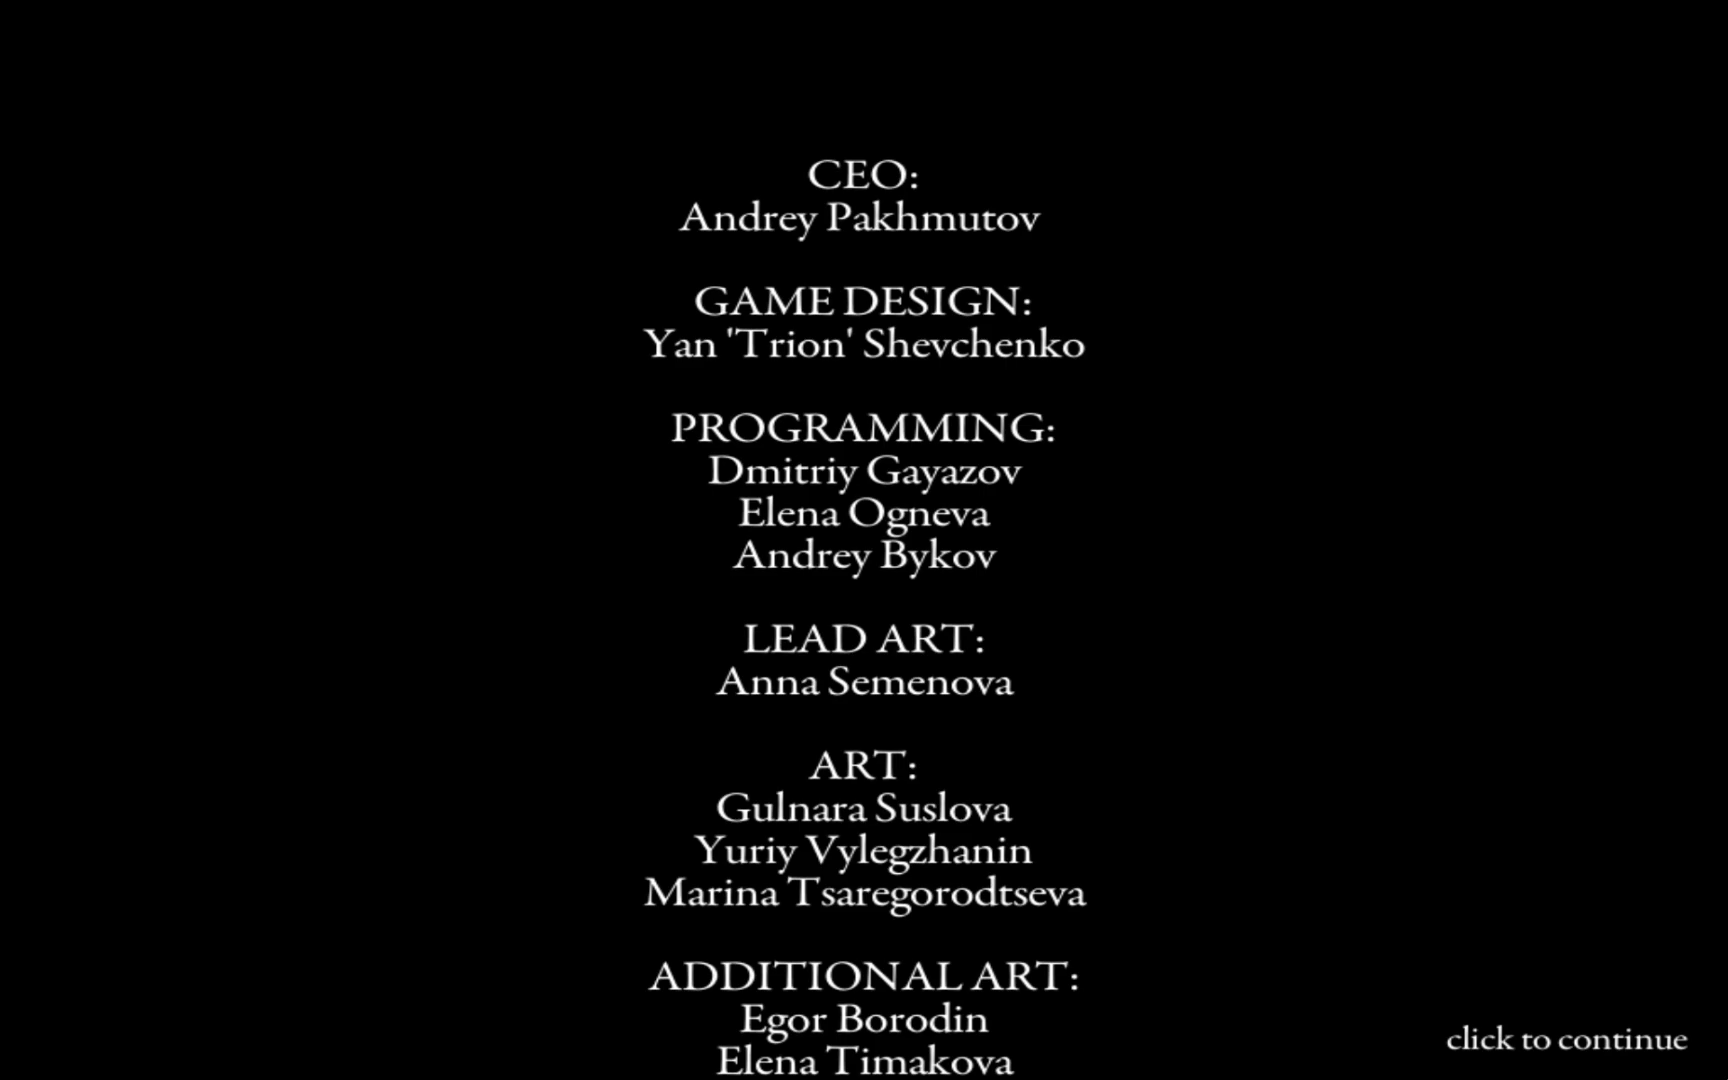 CEO:
Andrey Pakhmutov
GAME DESIGN:
Yan 'Trion' Shevchenko
PROGRAMMING:
Dmitriy Gayazov
Elena Ogneva
Andrey Bykov
LEAD ART:
Anna Semenova
ART:
Gulnara Suslova
Yuriy Vylegzhanin
Marina Tsaregorodtseva
ADDITIONAL ART:
Egor Borodin
Elena Timakova
click to continue